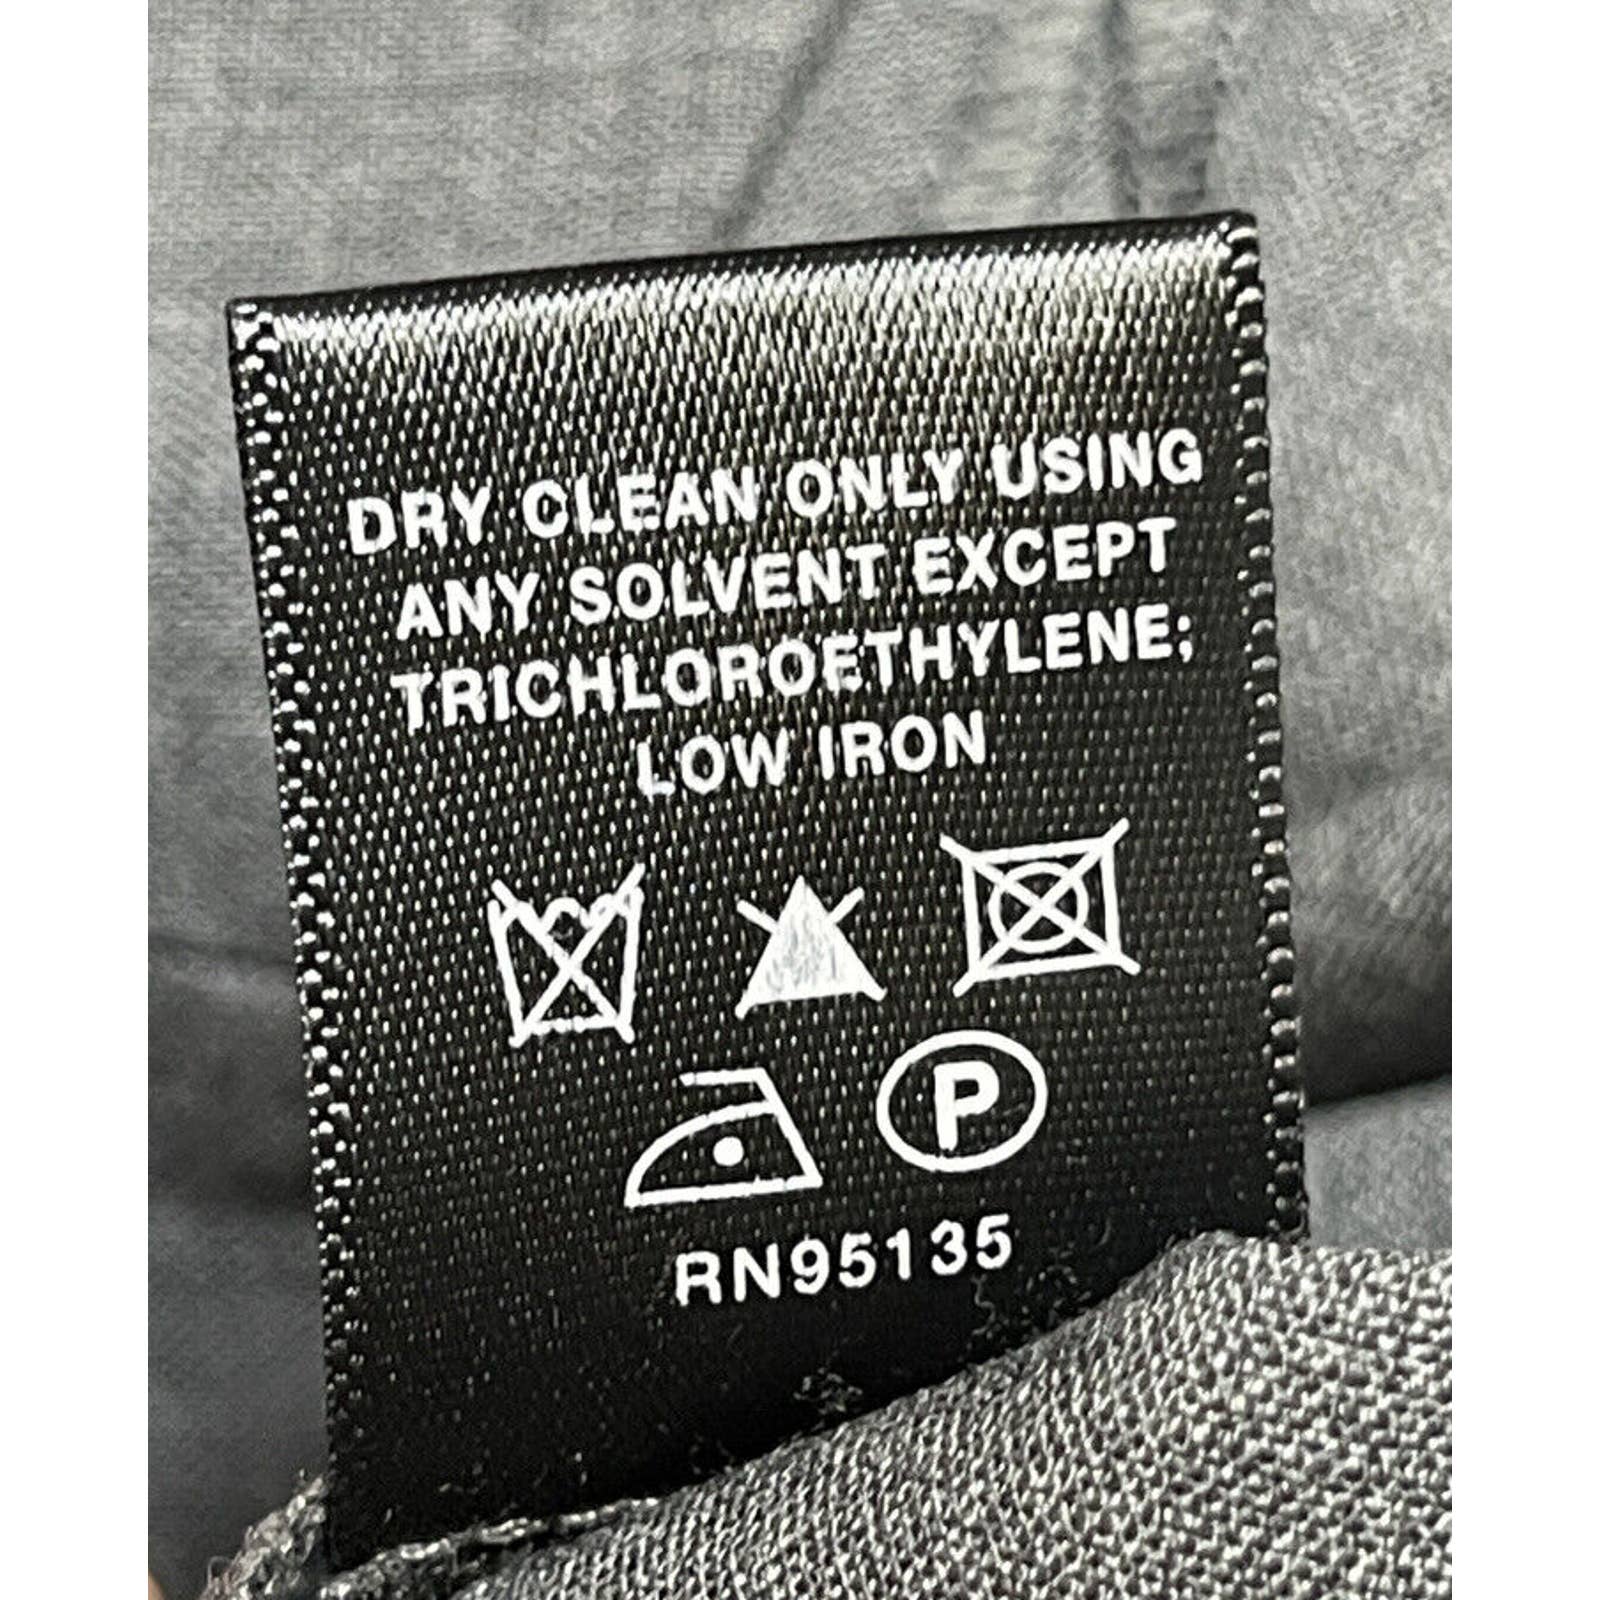 DRY CLEAN ONLY USING
ANY SOLVENT EXCEPT
TRICHLOROETHYLENE;
LOW IRON
P
RN95135